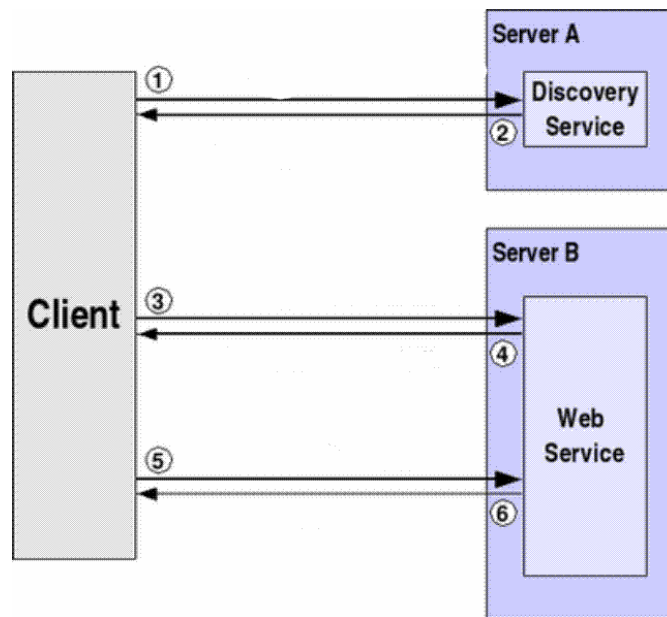 Server A
①
Discovery
Service
②
Server B
Client
③
④
Web
Service
⑤
⑥